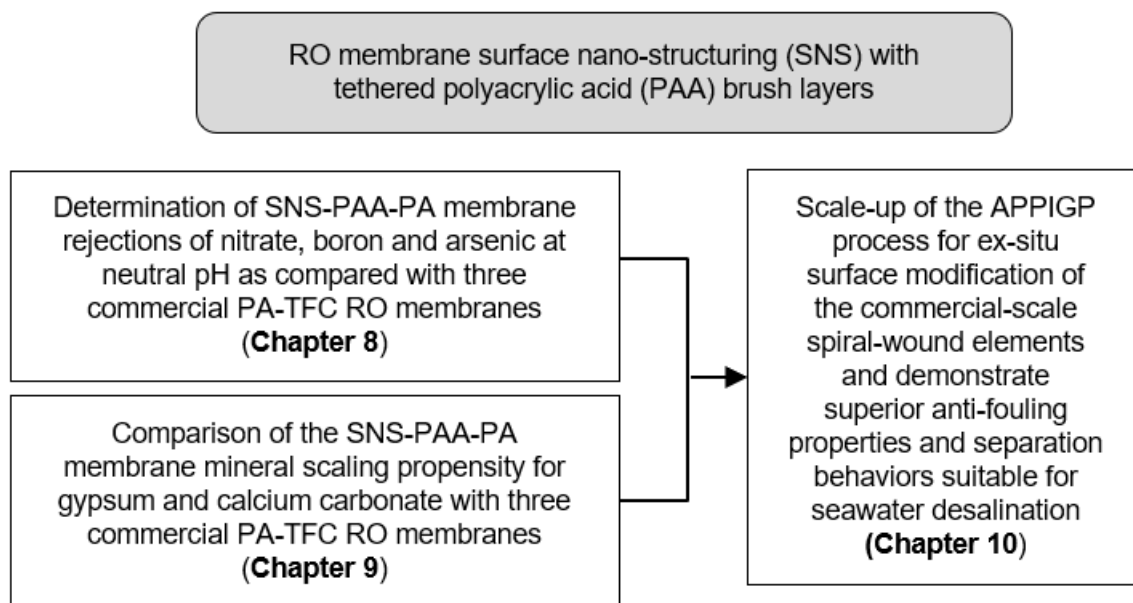 RO membrane surface nano-structuring (SNS) with
tethered polyacrylic acid (PAA) brush layers
Determination of SNS-PAA-PA membrane
rejections of nitrate, boron and arsenic at
neutral pH as compared with three
commercial PA-TFC RO membranes
(Chapter 8)
Comparison of the SNS-PAA-PA
membrane mineral scaling propensity for
gypsum and calcium carbonate with three
commercial PA-TFC RO membranes
(Chapter 9)
Scale-up of the APPIGP
process for ex-situ
surface modification of
the commercial-scale
spiral-wound elements
and demonstrate
superior anti-fouling
properties and separation
behaviors suitable for
seawater desalination
(Chapter 10)